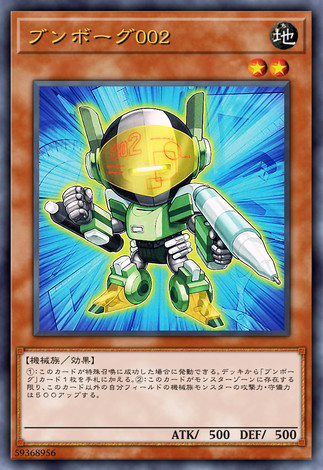 ブンボーグ002
地
002
【機械族／効果】
①:このカードが特殊召喚に成功した場合に発動できる。デッキから「ブンボ
ーグ」カード１枚を手札に加える。②:このカードがモンスターゾーンに存在する
限り、このカード以外の自分フィールドの機械族モンスターの攻撃力・守備力
は５００アップする。
ATK/ 500 DEF/ 500
59368956